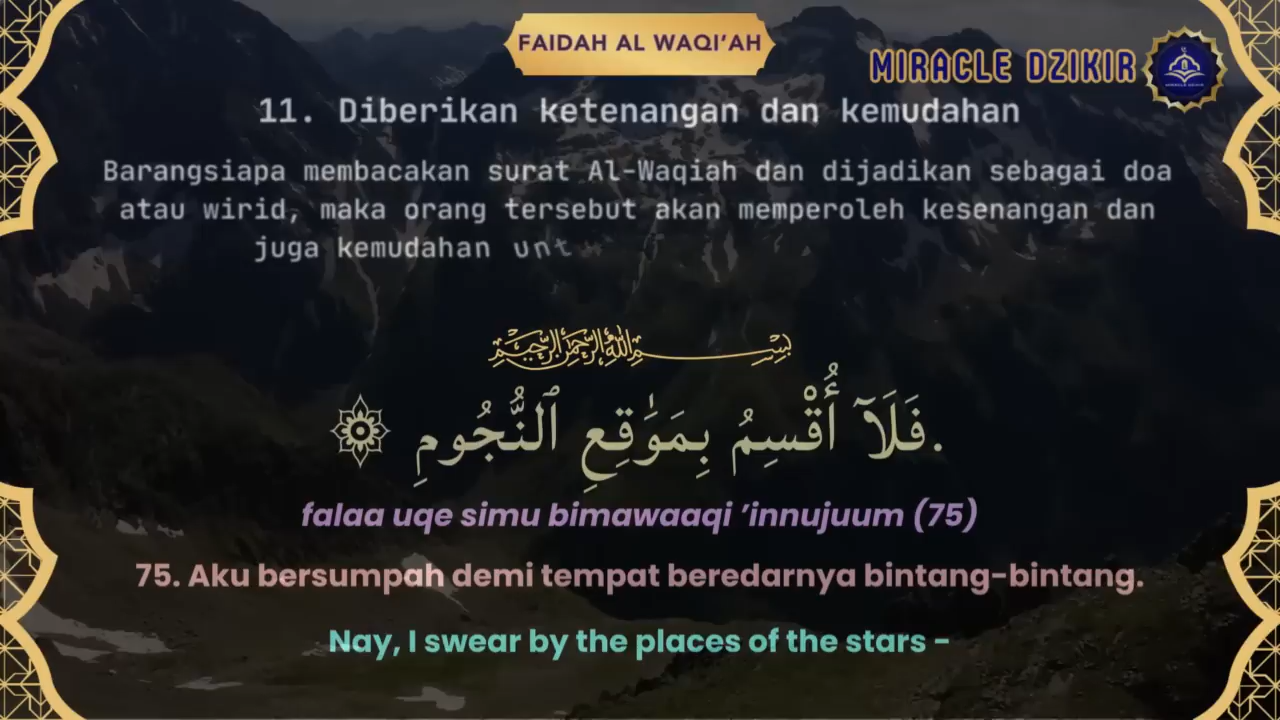 FAIDAH AL WAQI’AH
MIRACLE DZIKIR
11. Diberikan ketenangan dan kemudahan
Barangsiapa membacakan surat Al-Waqiah dan dijadikan sebagai doa
atau wirid, maka orang tersebut akan memperoleh kesenangan dan
juga kemudahan unt
بِسْمِ اللهِ الرَّحْمٰنِ الرَّحِيْمِ
.فَلَآ أُقْسِمُ بِمَوَٰقِعِ ٱلنُّجُومِ
falaa uqe simu bimawaaqi ’innujuum (75)
75. Aku bersumpah demi tempat beredarnya bintang-bintang.
Nay, I swear by the places of the stars -